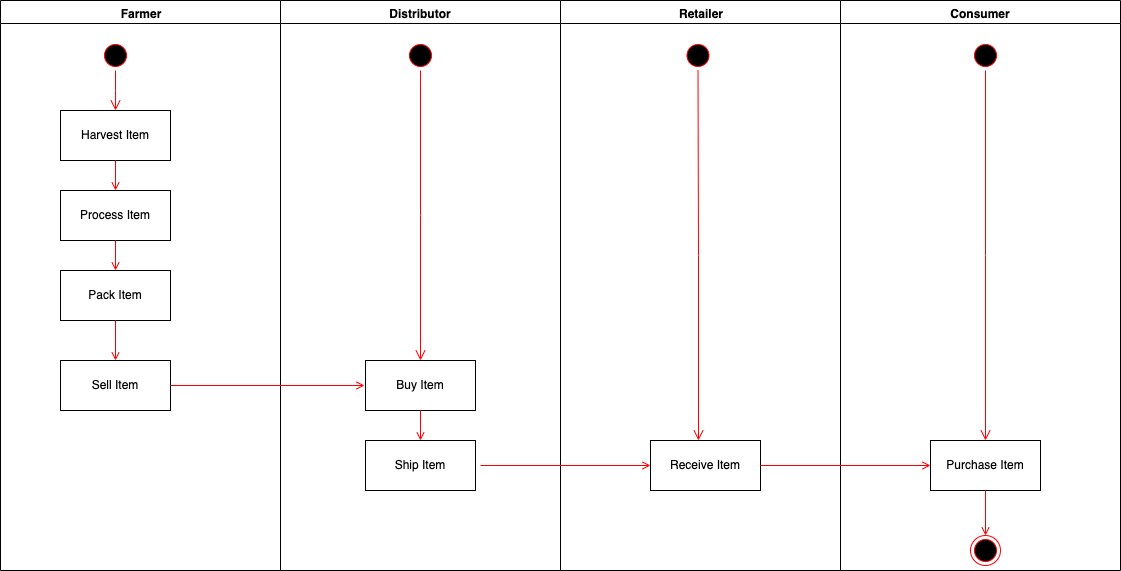 Farmer
Distributor
Retailer
Consumer
Harvest Item
Process Item
Pack Item
Sell Item
Buy Item
Ship Item
Receive Item
Purchase Item